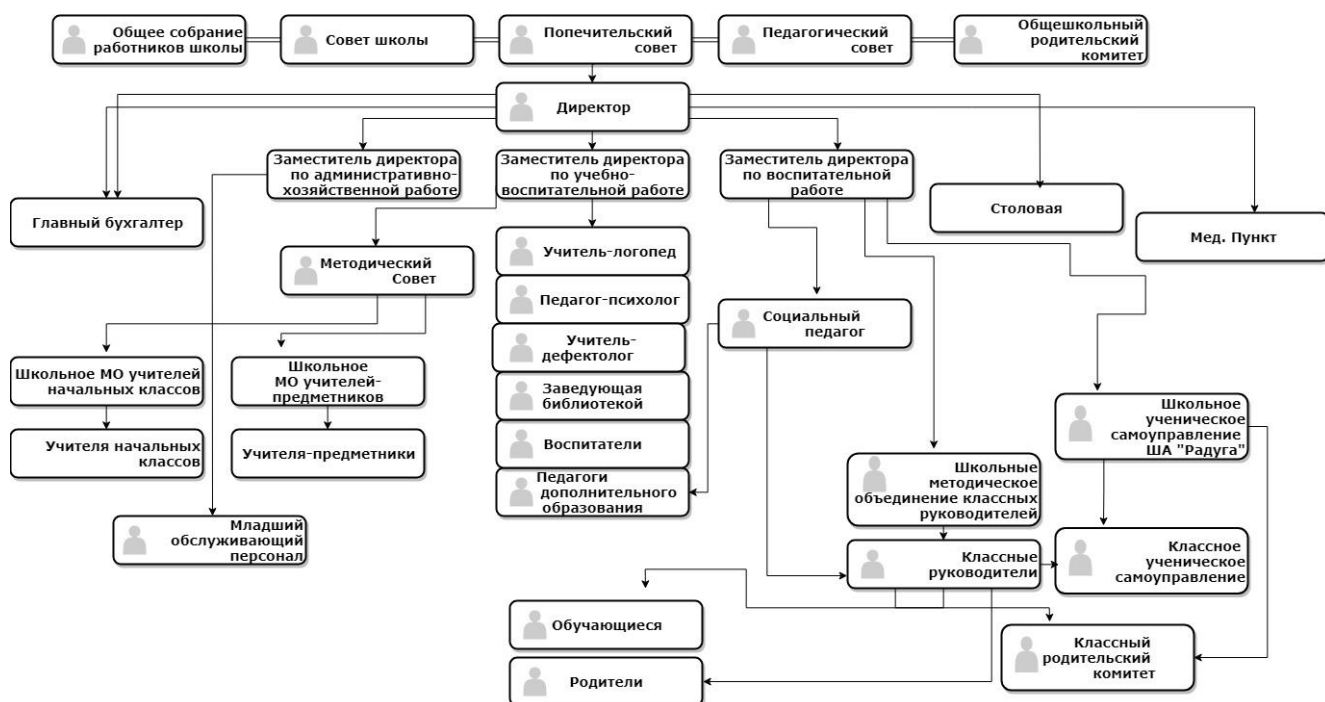 Общее собрание
работников школы
Совет школы
Попечительский
совет
Педагогический
совет
Общешкольный
родительский
комитет
Директор
Заместитель директора
по административно-
хозяйственной работе
Заместитель директора
по учебно-
воспитательной работе
Заместитель директора
по воспитательной
работе
Главный бухгалтер
Столовая
Мед. Пункт
Методический
Совет
Учитель-логопед
Педагог-психолог
Учитель-
дефектолог
Заведующая
библиотекой
Воспитатели
Педагоги
дополнительного
образования
Социальный
педагог
Школьное МО учителей
начальных классов
Школьное
МО учителей-
предметников
Учителя начальных
классов
Учителя-предметники
Младший
обслуживающий
персонал
Школьное
ученическое
самоуправление
ША "Радуга"
Школьные
методическое
объединение классных
руководителей
Классные
руководители
Классное
ученическое
самоуправление
Обучающиеся
Родители
Классный
родительский
комитет